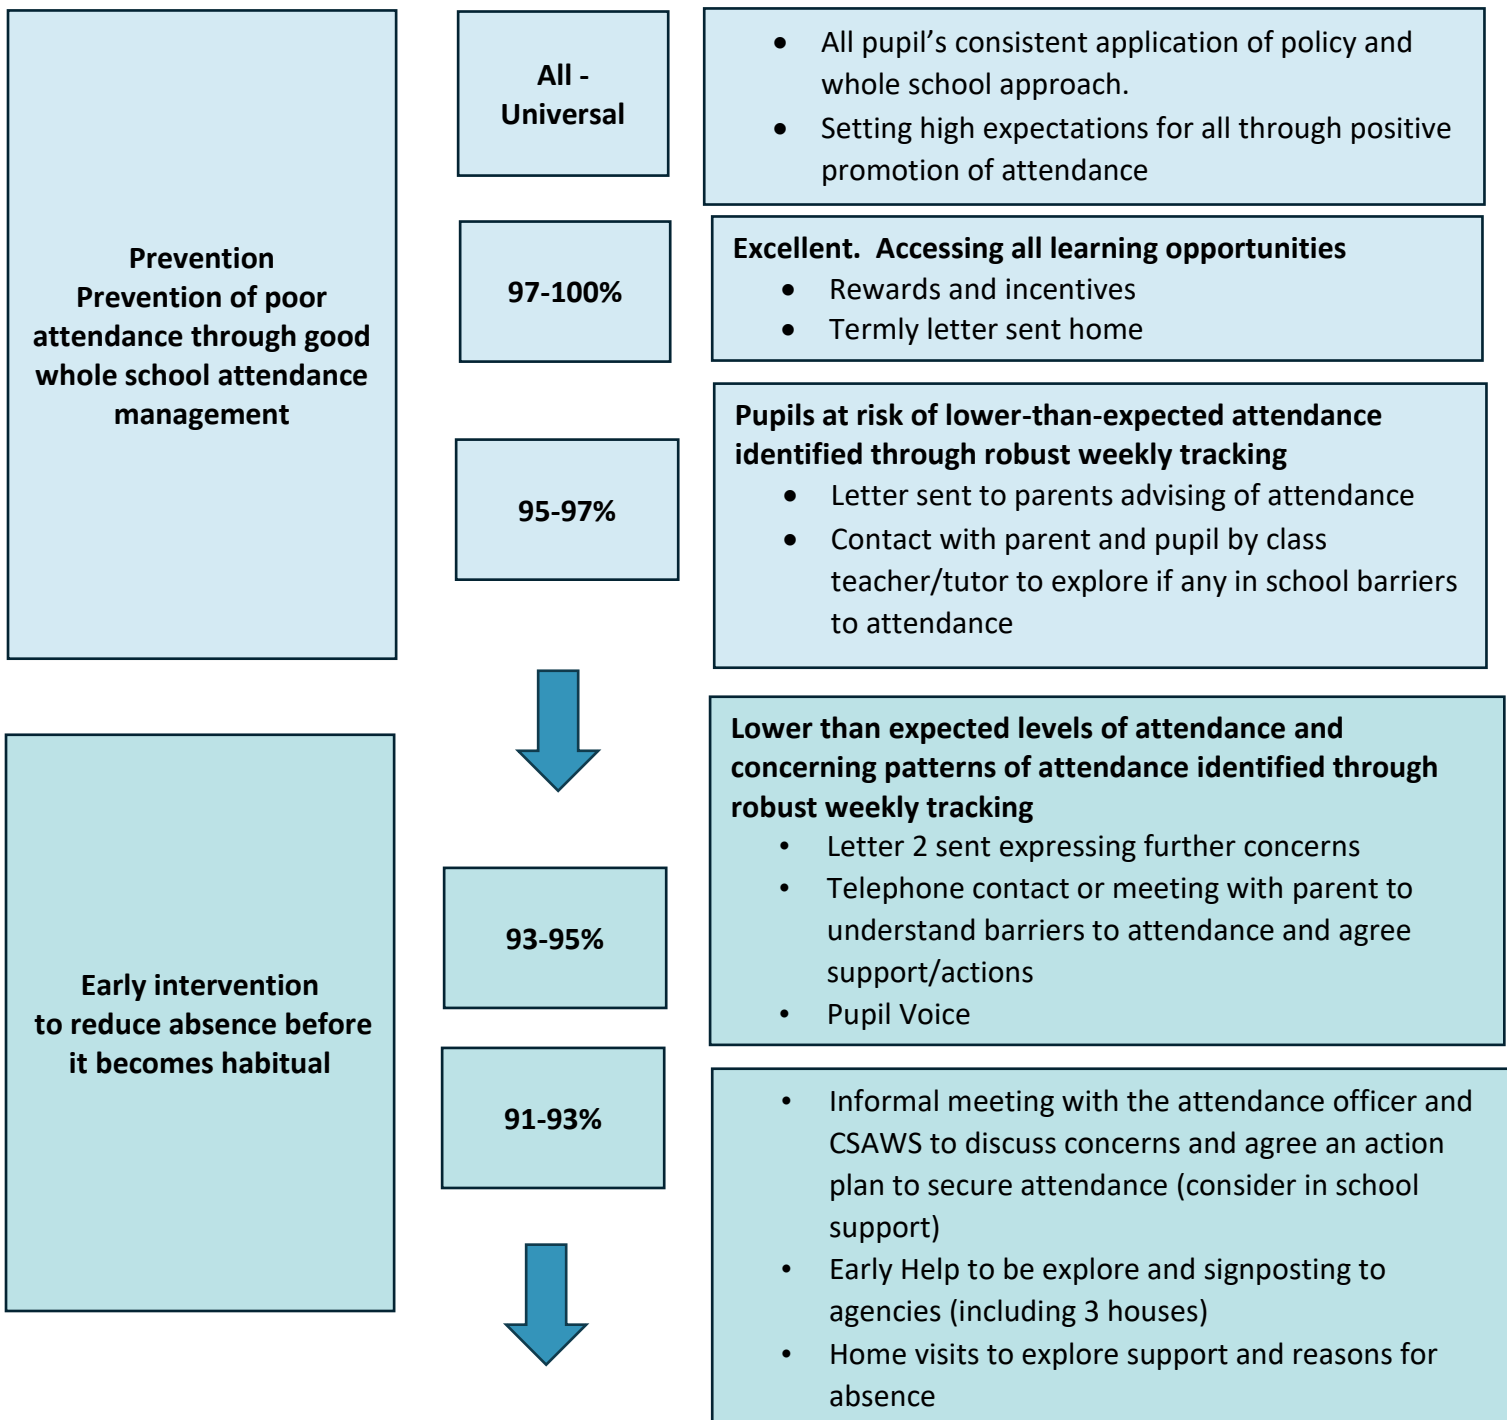 Prevention
Prevention of poor
attendance through good
whole school attendance
management
All -
Universal
• All pupil’s consistent application of policy and
whole school approach.
• Setting high expectations for all through positive
promotion of attendance
97-100%
Excellent.  Accessing all learning opportunities
• Rewards and incentives
• Termly letter sent home
95-97%
Pupils at risk of lower-than-expected attendance
identified through robust weekly tracking
• Letter sent to parents advising of attendance
• Contact with parent and pupil by class
teacher/tutor to explore if any in school barriers
to attendance
Early intervention
to reduce absence before
it becomes habitual
93-95%
Lower than expected levels of attendance and
concerning patterns of attendance identified through
robust weekly tracking
• Letter 2 sent expressing further concerns
• Telephone contact or meeting with parent to
understand barriers to attendance and agree
support/actions
• Pupil Voice
91-93%
• Informal meeting with the attendance officer and
CSAWS to discuss concerns and agree an action
plan to secure attendance (consider in school
support)
• Early Help to be explore and signposting to
agencies (including 3 houses)
• Home visits to explore support and reasons for
absence